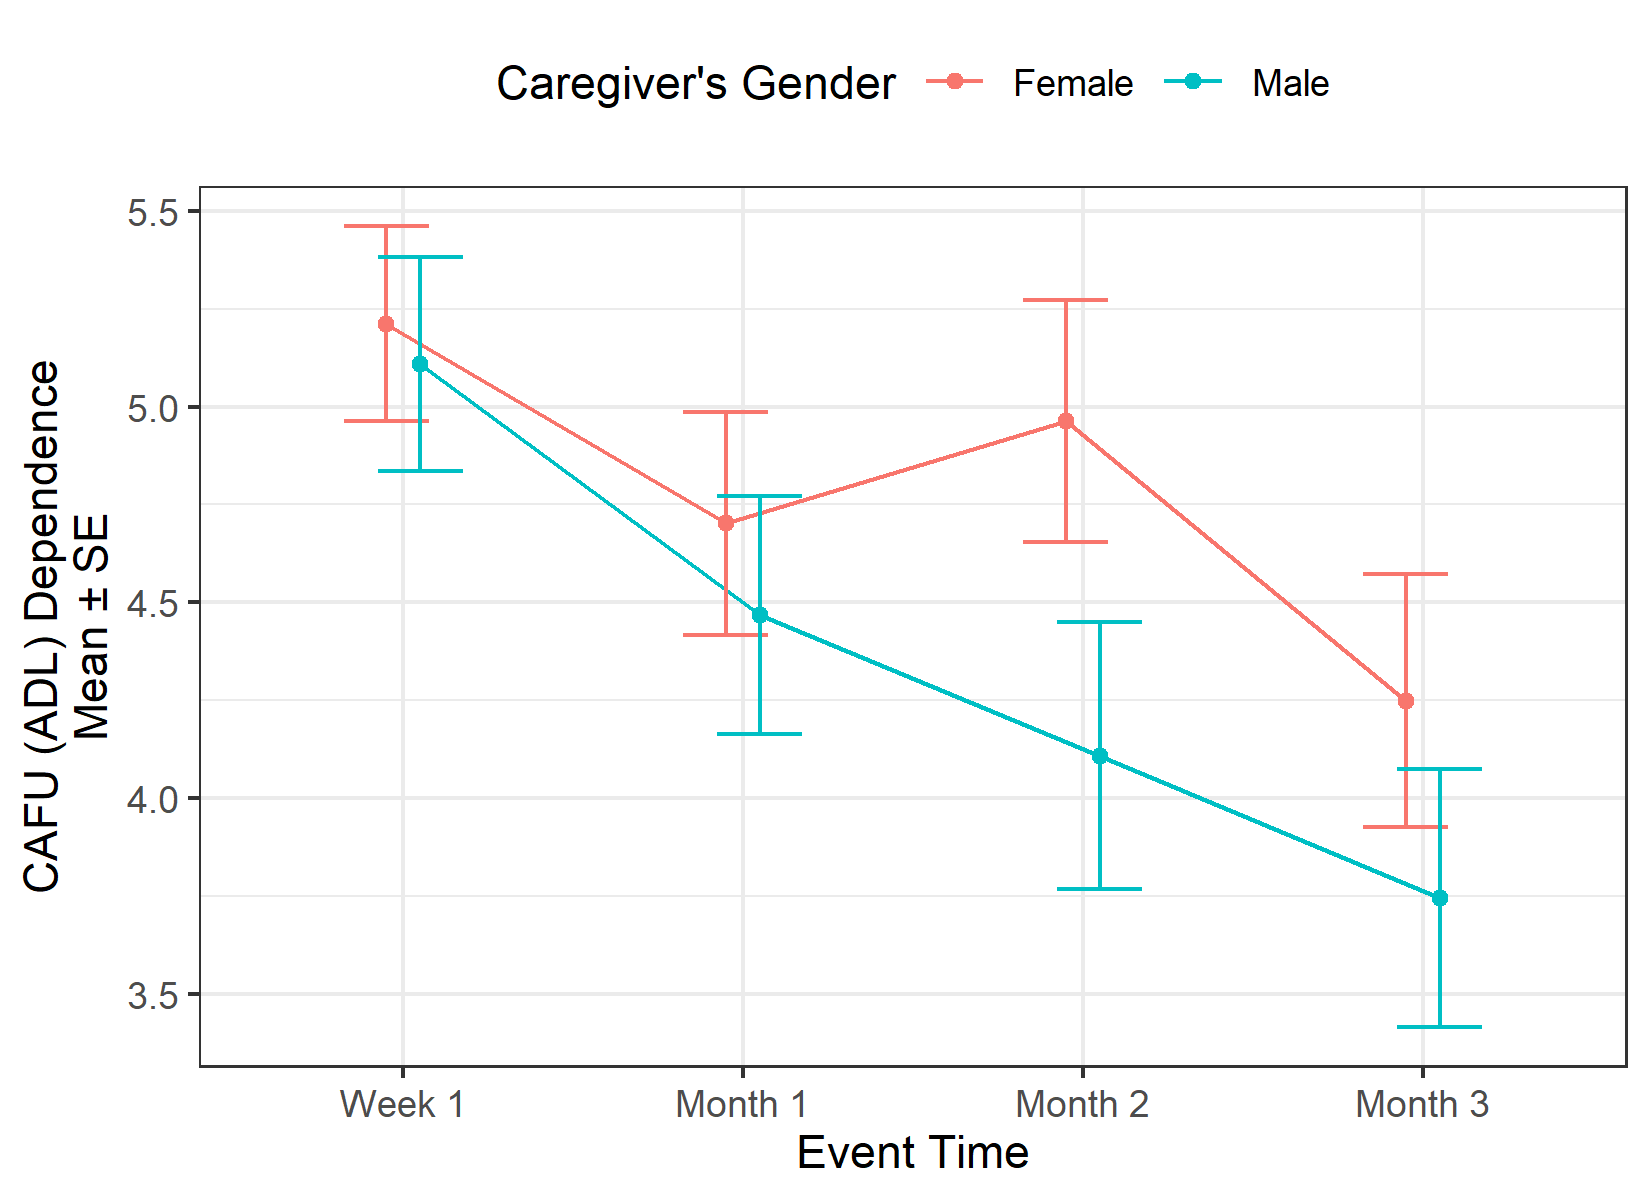 Caregiver's Gender Female Male
5.5
5.0
4.5
4.0
3.5
CAFU (ADL) Dependence
Mean ± SE
Week 1 Month 1 Month 2 Month 3
Event Time